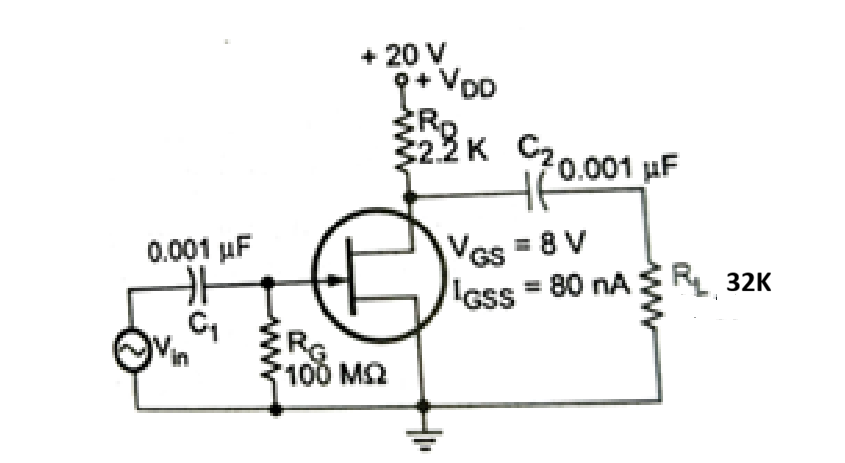 + 20 V
+ VDD
RD
2.2 K
C2
0.001 μF
0.001 μF
C1
Vin
RG
100 MΩ
VGS = 8 V
IGSS = 80 nA
RL
32K